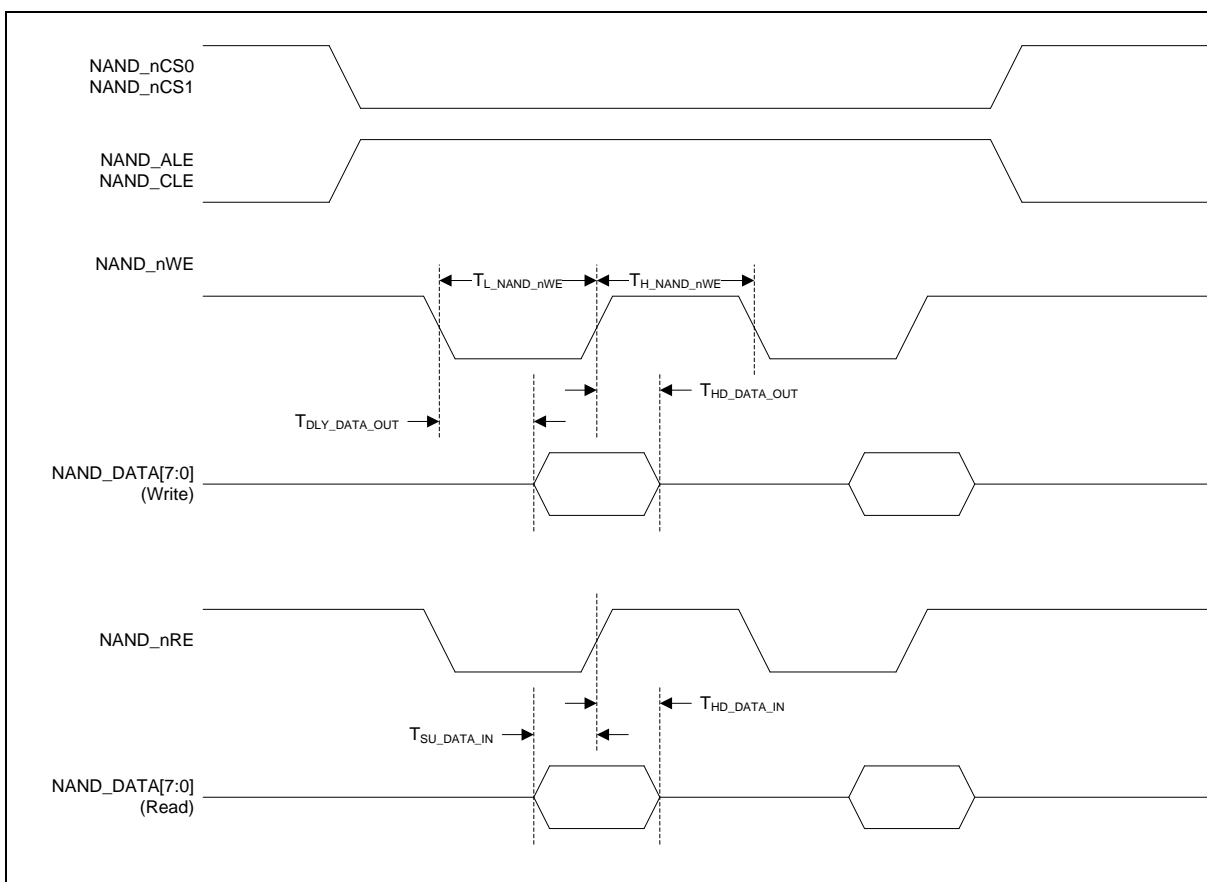 NAND_nCS0
NAND_nCS1
NAND_ALE
NAND_CLE
NAND_nWE
TL_NAND_nWE
TH_NAND_nWE
THD_DATA_OUT
TDLY_DATA_OUT
NAND_DATA[7:0]
(Write)
NAND_nRE
THD_DATA_IN
TSU_DATA_IN
NAND_DATA[7:0]
(Read)